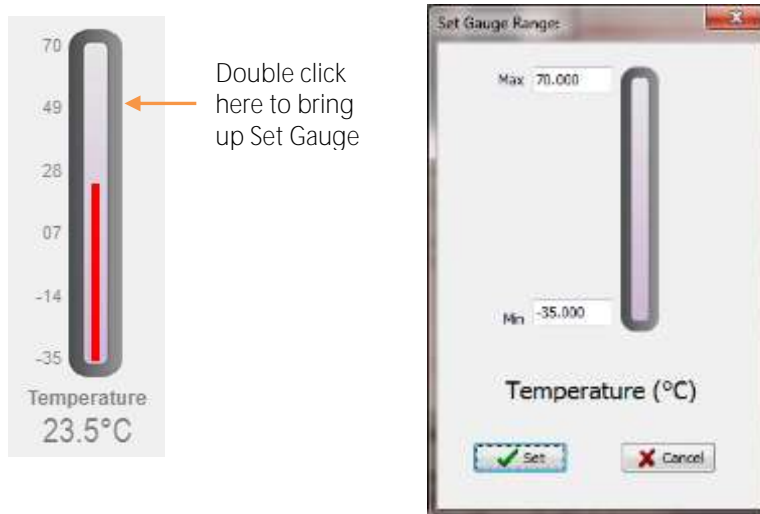 70
49
28
07
-14
-35
Temperature
23.5°C
Double click
here to bring
up Set Gauge
Set Gauge Ranges
Max 70.000
Min -35.000
Temperature (°C)
Set
Cancel